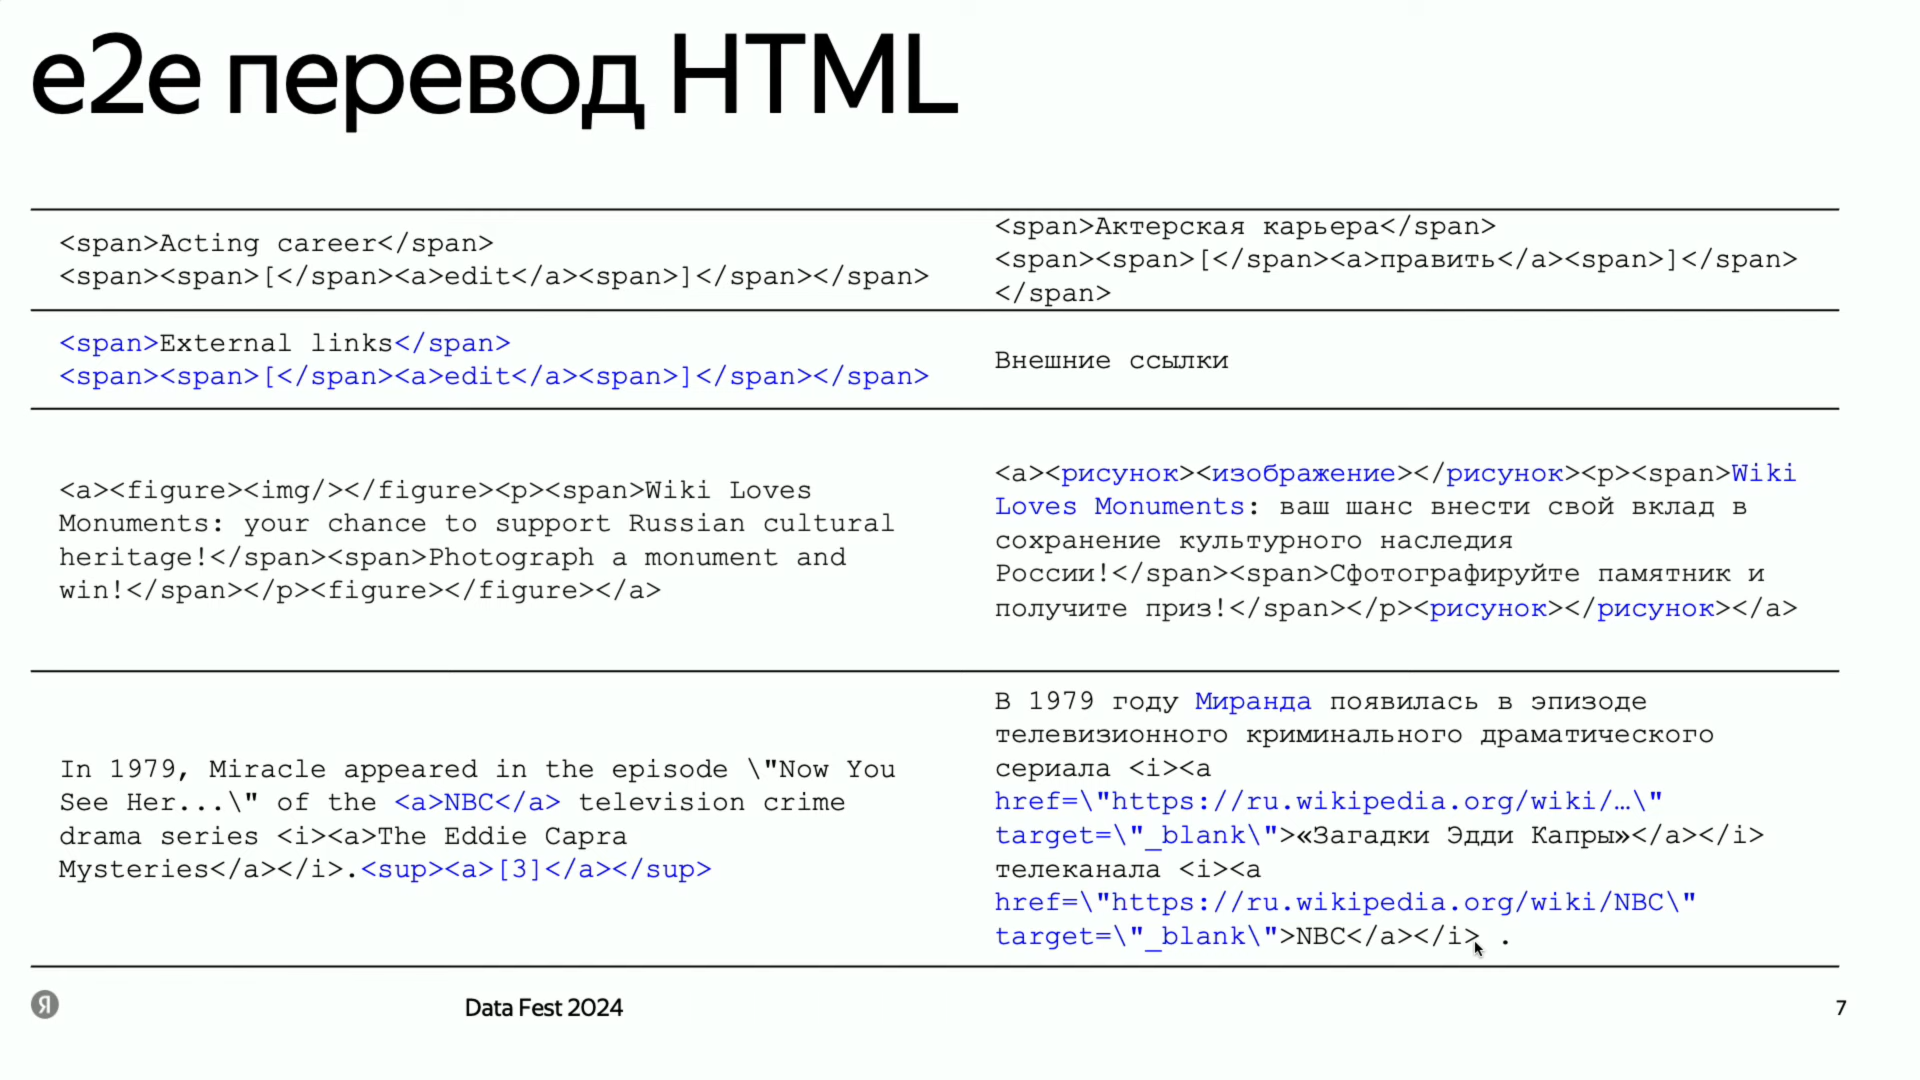 e2e перевод HTML
<span>Acting career</span>
<span><span>[</span><a>edit</a><span>]</span></span>
<span>Актерская карьера</span>
<span><span>[</span><a>править</a><span>]</span>
</span>
<span>External links</span>
<span><span>[</span><a>edit</a><span>]</span></span>
Внешние ссылки
<a><figure><img/></figure><p><span>Wiki Loves
Monuments: your chance to support Russian cultural
heritage!</span><span>Photograph a monument and
win!</span></p><figure></figure></a>
<a><рисунок><изображение></рисунок><p><span>Wiki
Loves Monuments: ваш шанс внести свой вклад в
сохранение культурного наследия
России!</span><span>Сфотографируйте памятник и
получите приз!</span></p><рисунок></рисунок></a>
In 1979, Miracle appeared in the episode \"Now You
See Her...\" of the <a>NBC</a> television crime
drama series <i><a>The Eddie Capra
Mysteries</a></i>.<sup><a>[3]</a></sup>
В 1979 году Миранда появилась в эпизоде
телевизионного криминального драматического
сериала <i><a
href=\"https://ru.wikipedia.org/wiki/…\"
target=\"_blank\">«Загадки Эдди Капры»</a></i>
телеканала <i><a
href=\"https://ru.wikipedia.org/wiki/NBC\"
target=\"_blank\">NBC</a></i> .
Я
Data Fest 2024
7